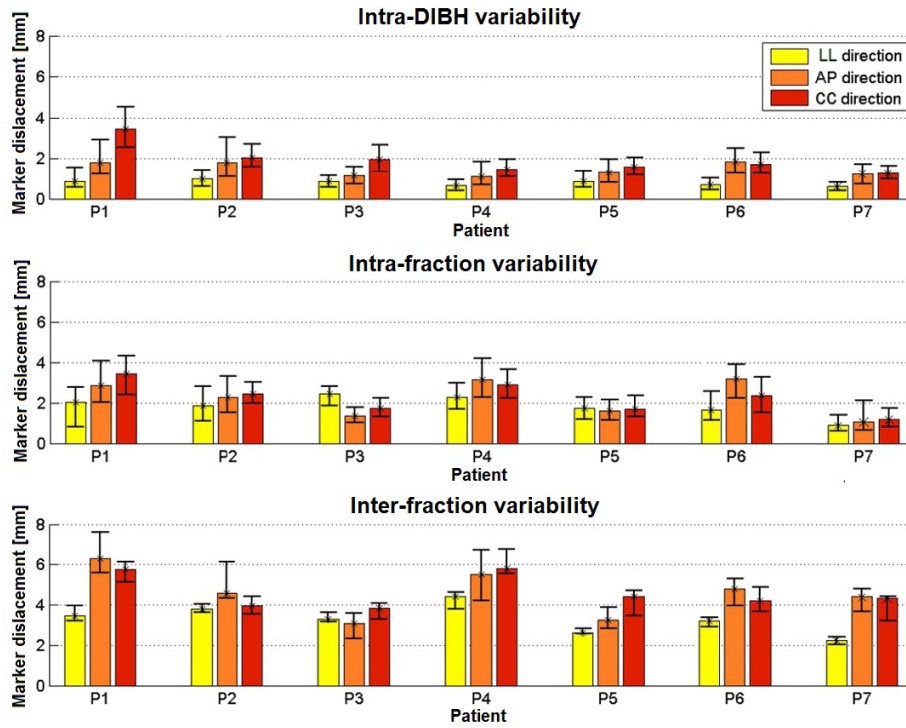 Intra-DIBH variability
Marker dislacement [mm]
8
6
4
2
0
LL direction
AP direction
CC direction
P1 P2 P3 P4 P5 P6 P7
Patient
Intra-fraction variability
Marker dislacement [mm]
8
6
4
2
0
P1 P2 P3 P4 P5 P6 P7
Patient
Inter-fraction variability
Marker dislacement [mm]
8
6
4
2
0
P1 P2 P3 P4 P5 P6 P7
Patient